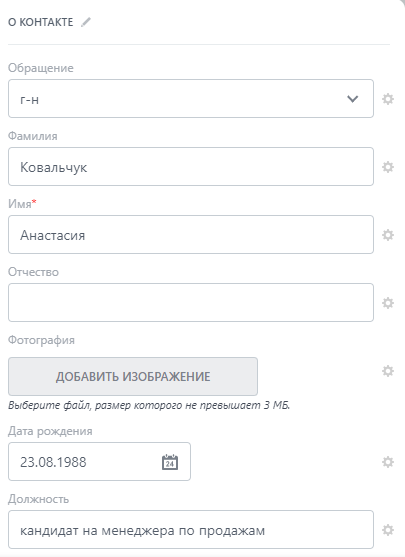 О КОНТАКТЕ
Обращение
г-н
Фамилия
Ковальчук
Имя*
Анастасия
Отчество
Фотография
ДОБАВИТЬ ИЗОБРАЖЕНИЕ
Выберите файл, размер которого не превышает 3 МБ.
Дата рождения
23.08.1988
24
Должность
кандидат на менеджера по продажам